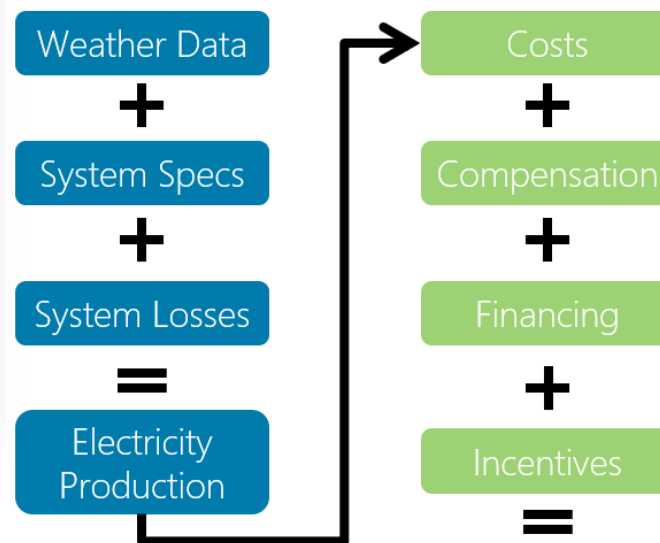 Weather Data
+
System Specs
+
System Losses
=
Electricity
Production
Costs
+
Compensation
+
Financing
+
Incentives
=